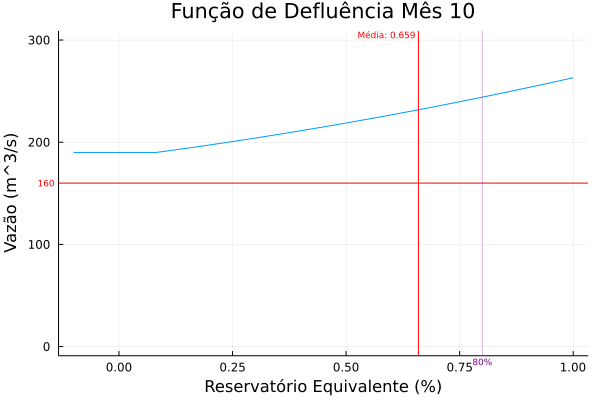 Função de Defluência Mês 10
Média: 0.659
300
200
160
100
0
Vazão (m^3/s)
0.00
0.25
0.50
0.75
80%
1.00
Reservatório Equivalente (%)